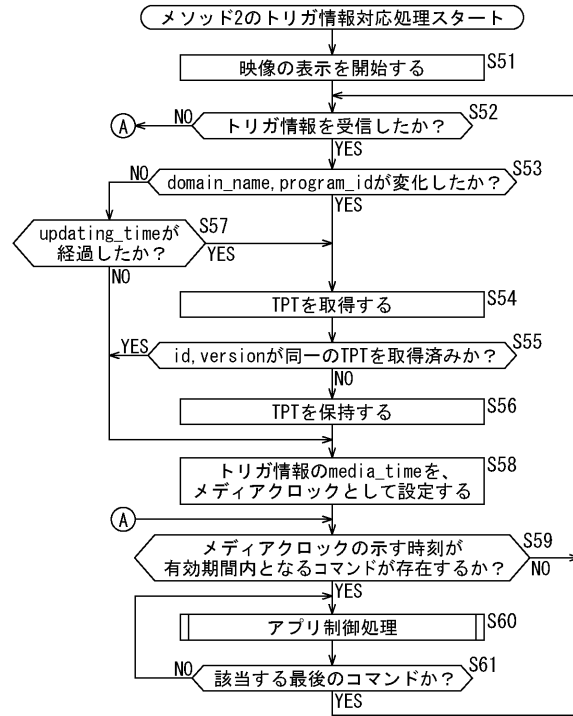 メソッド2のトリガ情報対応処理スタート
映像の表示を開始する
S51
トリガ情報を受信したか？
S52
NO
A
YES
domain_name,program_idが変化したか？
S53
NO
YES
updating_timeが
経過したか？
S57
YES
NO
TPTを取得する
S54
id,versionが同一のTPTを取得済みか？
S55
YES
NO
TPTを保持する
S56
トリガ情報のmedia_timeを、
メディアクロックとして設定する
S58
A
メディアクロックの示す時刻が
有効期間内となるコマンドが存在するか？
S59
NO
YES
アプリ制御処理
S60
該当する最後のコマンドか？
S61
NO
YES